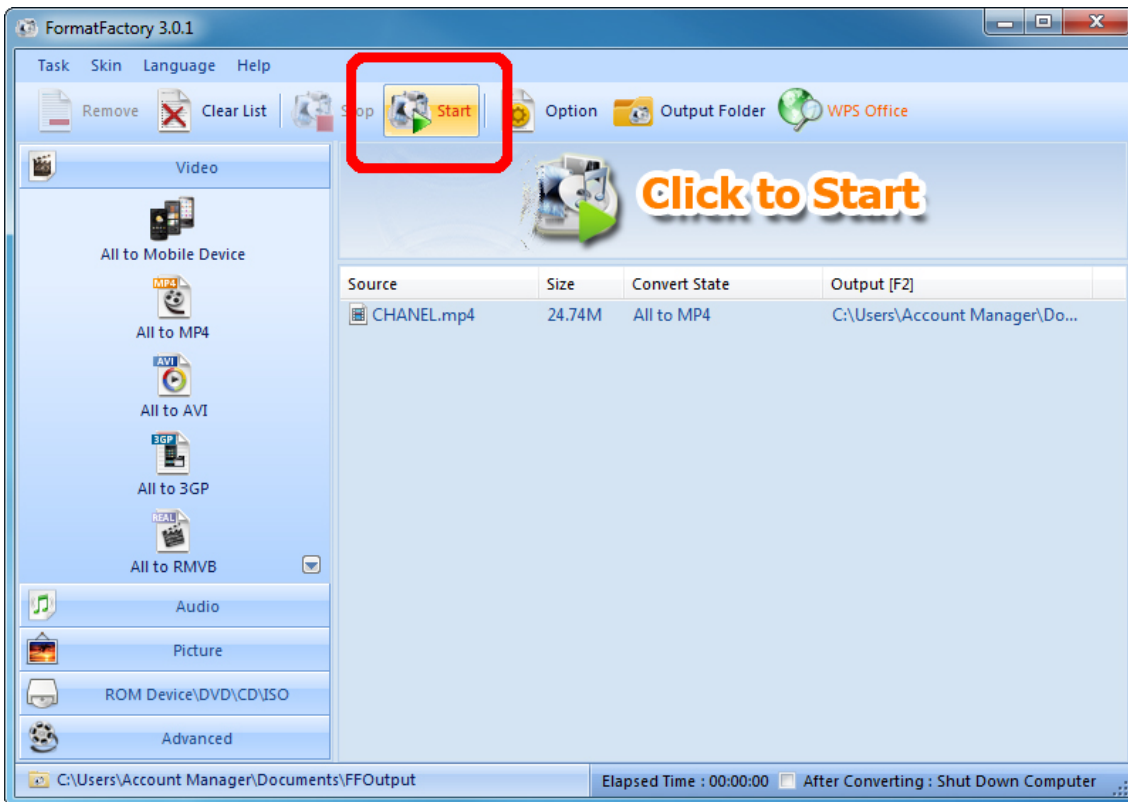 FormatFactory 3.0.1
Task Skin Language Help
Remove Clear List Stop Start Option Output Folder WPS Office
Video
Click to Start
All to Mobile Device
Source Size Convert State Output [F2]
CHANEL.mp4 24.74M All to MP4 C:\Users\Account Manager\Do...
MP4
All to MP4
AVI
All to AVI
3GP
All to 3GP
REAL
All to RMVB
Audio
Picture
ROM Device\DVD\CD\ISO
Advanced
C:\Users\Account Manager\Documents\FFOutput Elapsed Time : 00:00:00 After Converting : Shut Down Computer